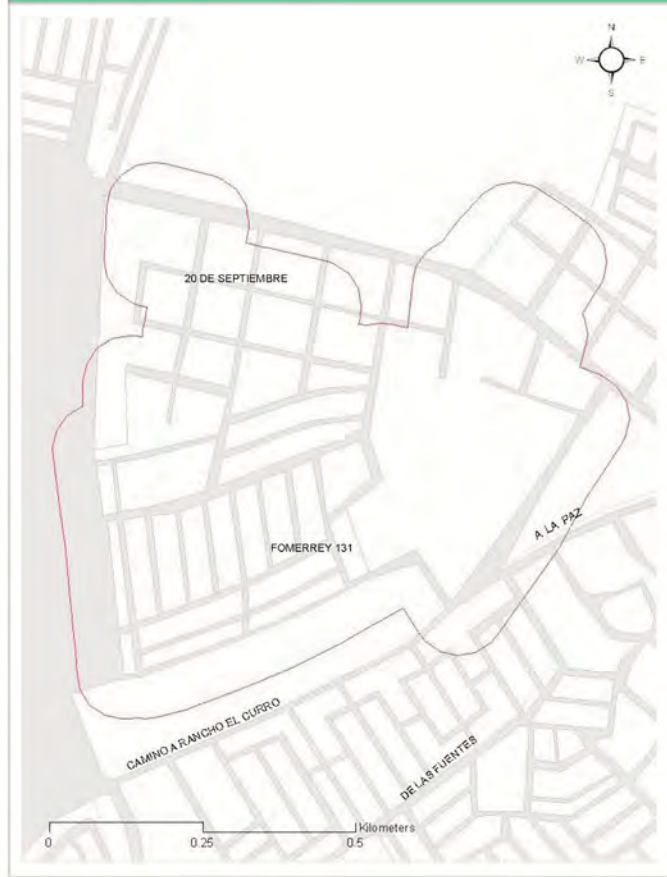 N
W E
S
20 DE SEPTIEMBRE
A LA PAZ
FOMERREY 131
CAMINO A RANCHO EL CURRO
DE LAS FUENTES
Kilometers
0 0.25 0.5